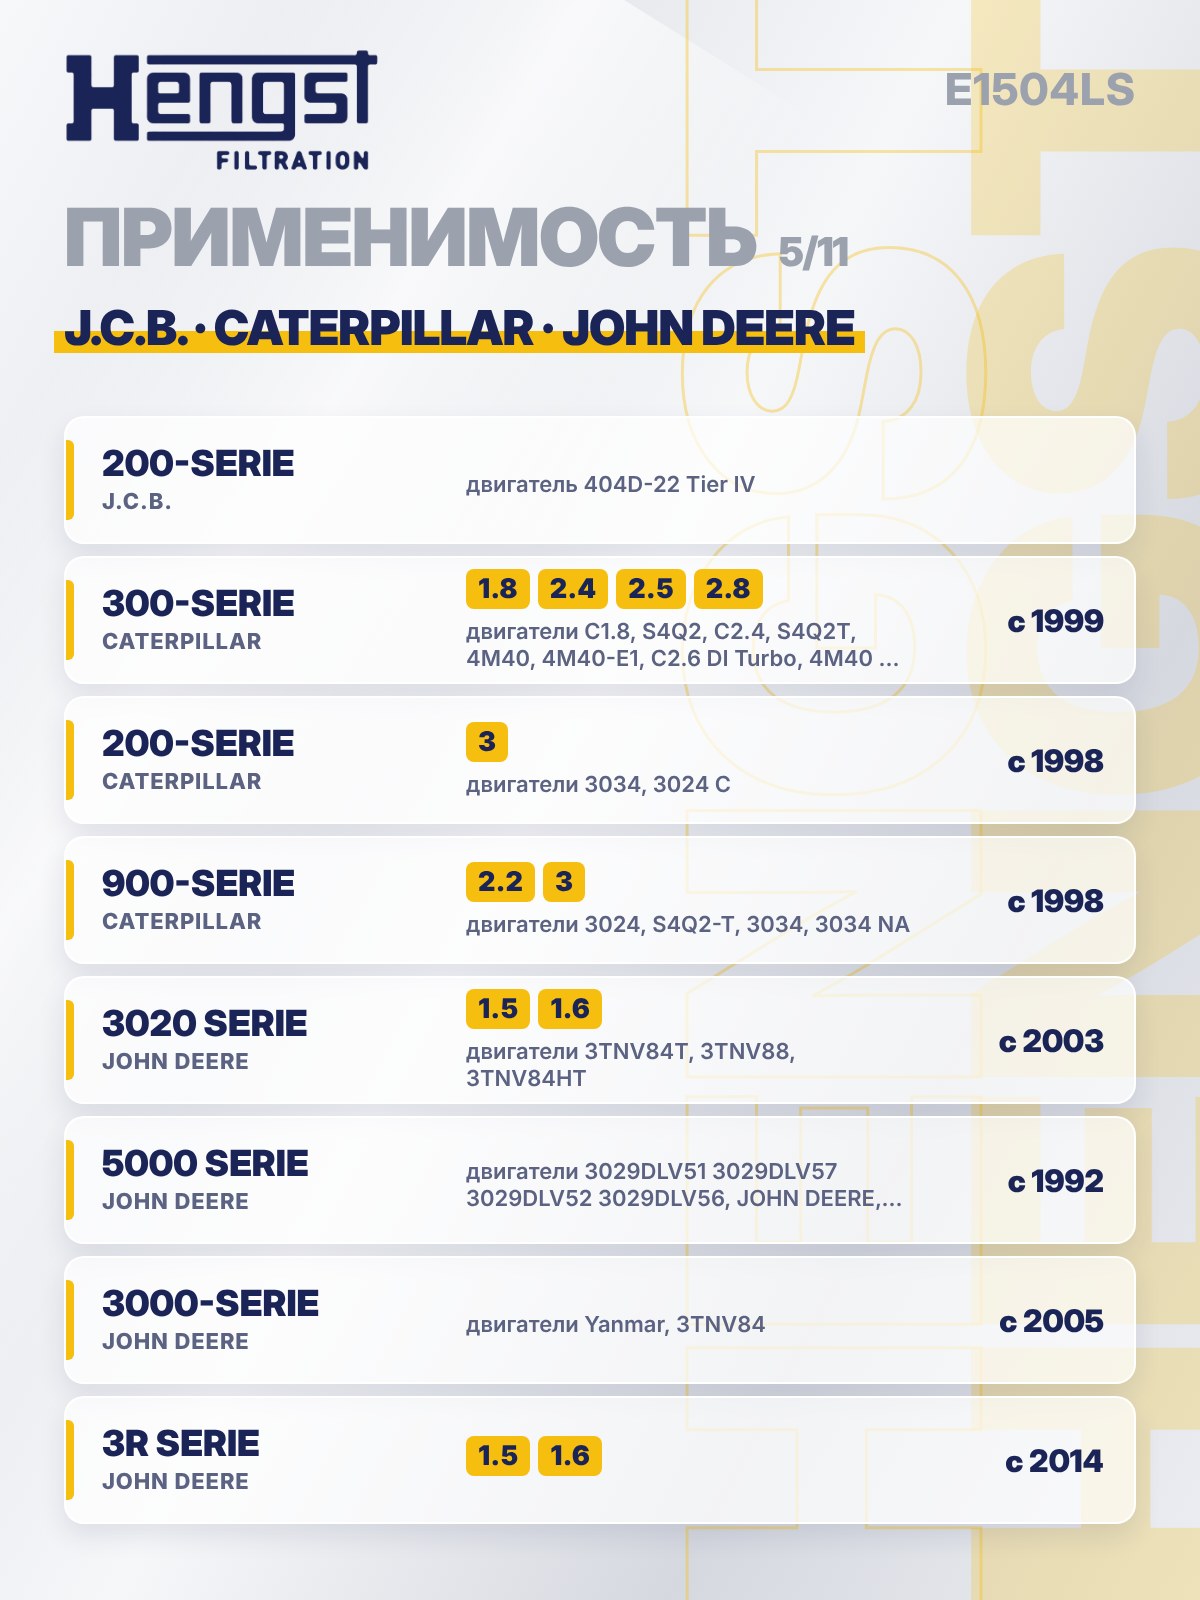 Hengst
FILTRATION
E1504LS
ПРИМЕНИМОСТЬ 5/11
J.C.B. · CATERPILLAR · JOHN DEERE
200-SERIE
J.C.B.
двигатель 404D-22 Tier IV
300-SERIE
CATERPILLAR
1.8 2.4 2.5 2.8
двигатели C1.8, S4Q2, C2.4, S4Q2T,
4M40, 4M40-E1, C2.6 DI Turbo, 4M40 ...
с 1999
200-SERIE
CATERPILLAR
3
двигатели 3034, 3024 C
с 1998
900-SERIE
CATERPILLAR
2.2 3
двигатели 3024, S4Q2-T, 3034, 3034 NA
с 1998
3020 SERIE
JOHN DEERE
1.5 1.6
двигатели 3TNV84T, 3TNV88,
3TNV84HT
с 2003
5000 SERIE
JOHN DEERE
двигатели 3029DLV51 3029DLV57
3029DLV52 3029DLV56, JOHN DEERE,...
с 1992
3000-SERIE
JOHN DEERE
двигатели Yanmar, 3TNV84
с 2005
3R SERIE
JOHN DEERE
1.5 1.6
с 2014
HENGST
HENGST